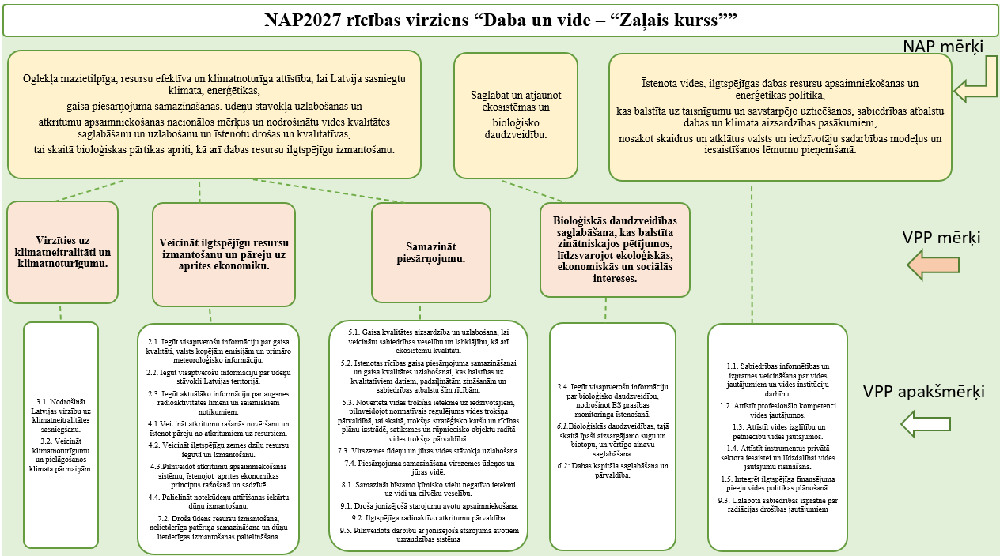 NAP2027 rīcības virziens “Daba un vide – “Zaļais kurss””
NAP mērķi
Oglekļa mazietilpīga, resursu efektīva un klimatnoturīga attīstība, lai Latvija sasniegtu
klimata, enerģētikas,
gaisa piesārņojuma samazināšanas, ūdeņu stāvokļa uzlabošanās un
atkritumu apsaimniekošanas nacionālos mērķus un nodrošinātu vides kvalitātes
saglabāšanu un uzlabošanu un īstenotu drošas un kvalitatīvas,
tai skaitā bioloģiskas pārtikas apriti, kā arī dabas resursu ilgtspējīgu izmantošanu.
Saglabāt un atjaunot
ekosistēmas un
bioloģisko
daudzveidību.
Īstenota vides, ilgtspējīgas dabas resursu apsaimniekošanas un
enerģētikas politika,
kas balstīta uz taisnīgumu un savstarpējo uzticēšanos, sabiedrības atbalstu
dabas un klimata aizsardzības pasākumiem,
nosakot skaidrus un atklātus valsts un iedzīvotāju sadarbības modeļus un
iesaistīšanos lēmumu pieņemšanā.
Virzīties uz
klimatneitralitāti un
klimatnoturīgumu.
Veicināt ilgtspējīgu resursu
izmantošanu un pāreju uz
aprites ekonomiku.
Samazināt
piesārņojumu.
Bioloģiskās daudzveidības
saglabāšana, kas balstīta
zinātniskajos pētījumos,
līdzsvarojot ekoloģiskās,
ekonomiskās un sociālās
intereses.
VPP mērķi
3.1. Nodrošināt
Latvijas virzību uz
klimatneitralitātes
sasniegšanu.
3.2. Veicināt
klimatnoturīgumu
un pielāgošanos
klimata pārmaiņām.
2.1. Iegūt visaptverošu informāciju par gaisa
kvalitāti, valsts kopējām emisijām un primāro
meteoroloģisko informāciju.
2.2. Iegūt visaptverošu informāciju par ūdeņu
stāvokli Latvijas teritorijā.
2.3. Iegūt aktuālāko informāciju par augsnes
radioaktivitātes līmeni un seismiskiem
notikumiem.
4.1.Veicināt atkritumu rašanās novēršanu un
īstenot pāreju no atkritumiem uz resursiem.
4.2. Veicināt ilgtspējīgu zemes dzīļu resursu
ieguvi un izmantošanu.
4.3.Pilnveidot atkritumu apsaimniekošanas
sistēmu, īstenojot aprites ekonomikas
principus ražošanā un sadzīvē
4.4. Palielināt notekūdeņu attīrīšanas iekārtu
dūņu izmantošanu.
7.2. Droša ūdens resursu izmantošana,
nelietderīga patēriņa samazināšana un dūņu
lietderīgas izmantošanas palielināšana.
5.1. Gaisa kvalitātes aizsardzība un uzlabošana, lai
veicinātu sabiedrības veselību un labklājību, kā arī
ekosistēmu kvalitāti.
5.2. Īstenotas rīcības gaisa piesārņojuma samazināšanai
un gaisa kvalitātes uzlabošanai, kas balstītas uz
kvalitatīviem datiem, padziļinātām zināšanām un
sabiedrības atbalstu šīm rīcībām.
5.3. Novērtēta vides trokšņa ietekme uz iedzīvotājiem,
pilnveidojot normatīvais regulējums vides trokšņa
pārvaldībā, tai skaitā, trokšņa stratēģisko karšu un rīcības
plānu izstrādē, satiksmes un rūpniecisko objektu radītā
vides trokšņa pārvaldībā.
7.3. Virszemes ūdeņu un jūras vides stāvokļa uzlabošana.
7.4. Piesārņojuma samazināšana virszemes ūdeņos un
jūras vidē.
8.1. Samazināt bīstamo ķīmisko vielu negatīvo ietekmi
uz vidi un cilvēku veselību.
9.1. Droša jonizējošā starojumu avotu apsaimniekošana.
9.2. Ilgtspējīga radioaktīvo atkritumu pārvaldība.
9.5. Pilnveidota darbību ar jonizējošā starojuma avotiem
uzraudzības sistēma
2.4. Iegūt visaptverošu informāciju
par bioloģisko daudzveidību,
nodrošinot ES prasībās
monitoringa īstenošanu.
6.1.Bioloģiskās daudzveidības, tajā
skaitā īpaši aizsargājamo sugu un
biotopu, un vērtīgo ainavu
saglabāšana.
6.2: Dabas kapitāla saglabāšana un
pārvaldība.
1.1. Sabiedrības informētības un
izpratnes veicināšana par vides
jautājumiem un vides institūciju
darbību.
1.2. Attīstīt profesionālo kompetenci
vides jautājumos.
1.3. Attīstīt vides izglītību un
pētniecību vides jautājumos.
1.4. Attīstīt instrumentus privātā
sektora iesaistei un līdzdalībai vides
jautājumu risināšanā.
1.5. Integrēt ilgtspējīga finansējuma
pieeju vides politikas plānošanā.
9.3. Uzlabota sabiedrības izpratne par
radiācijas drošības jautājumiem
VPP apakšmērķi